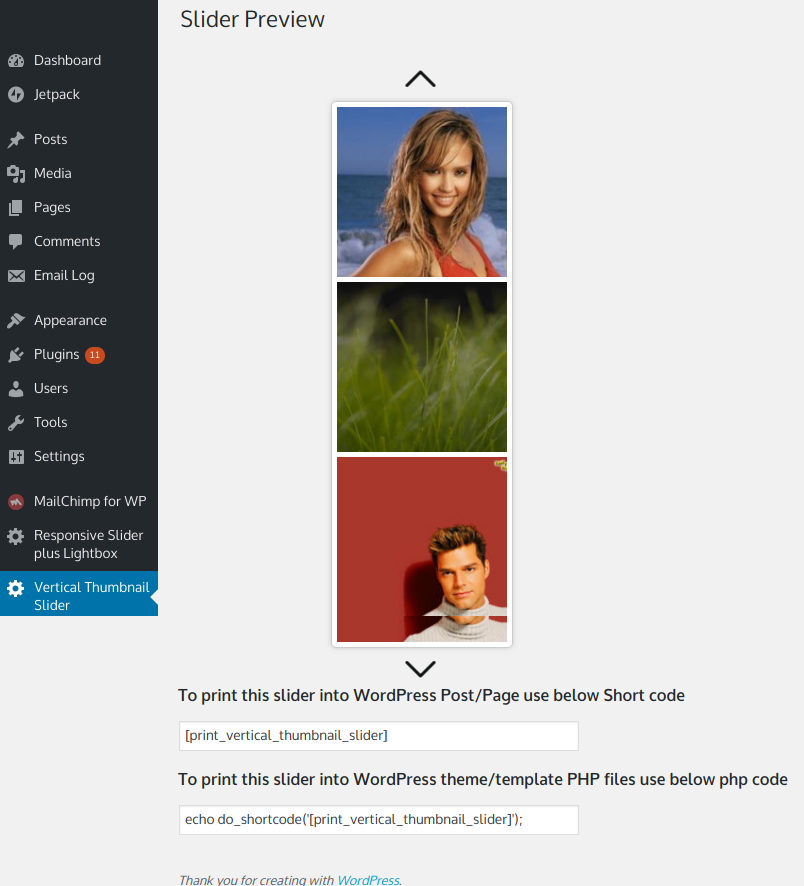 Slider Preview
Dashboard
Jetpack
Posts
Media
Pages
Comments
Email Log
Appearance
Plugins 11
Users
Tools
Settings
MailChimp for WP
Responsive Slider
plus Lightbox
Vertical Thumbnail
Slider
To print this slider into WordPress Post/Page use below Short code
[print_vertical_thumbnail_slider]
To print this slider into WordPress theme/template PHP files use below php code
echo do_shortcode('[print_vertical_thumbnail_slider]');
Thank you for creating with WordPress.